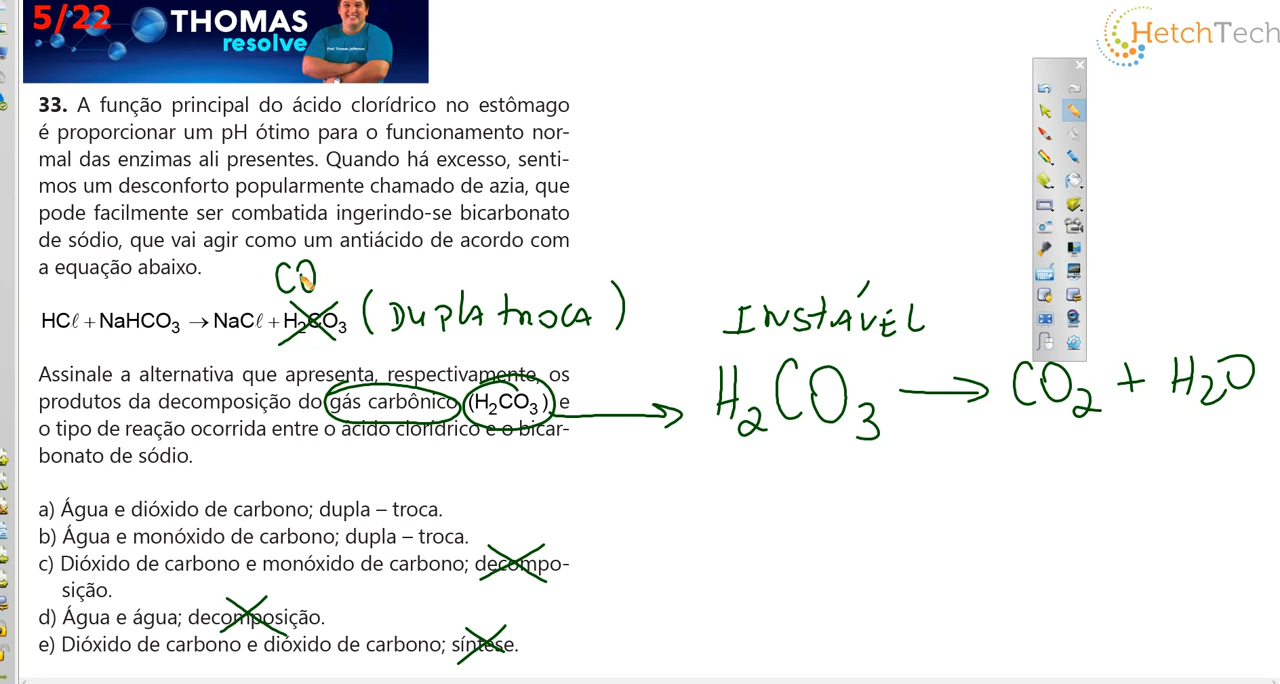 5/22
THOMAS
resolve
Prof. Thomas Jefferson
HetchTech
33. A função principal do ácido clorídrico no estômago
é proporcionar um pH ótimo para o funcionamento nor-
mal das enzimas ali presentes. Quando há excesso, senti-
mos um desconforto popularmente chamado de azia, que
pode facilmente ser combatida ingerindo-se bicarbonato
de sódio, que vai agir como um antiácido de acordo com
a equação abaixo.
CO
HCℓ + NaHCO₃ → NaCℓ + H₂CO₃ (DUPLA TROCA)
INSTÁVEL
Assinale a alternativa que apresenta, respectivamente, os
produtos da decomposição do gás carbônico (H₂CO₃), e
o tipo de reação ocorrida entre o ácido clorídrico e o bicar-
bonato de sódio.
H₂CO₃ → CO₂ + H₂O
a) Água e dióxido de carbono; dupla – troca.
b) Água e monóxido de carbono; dupla – troca.
c) Dióxido de carbono e monóxido de carbono; decompo-
sição.
d) Água e água; decomposição.
e) Dióxido de carbono e dióxido de carbono; síntese.